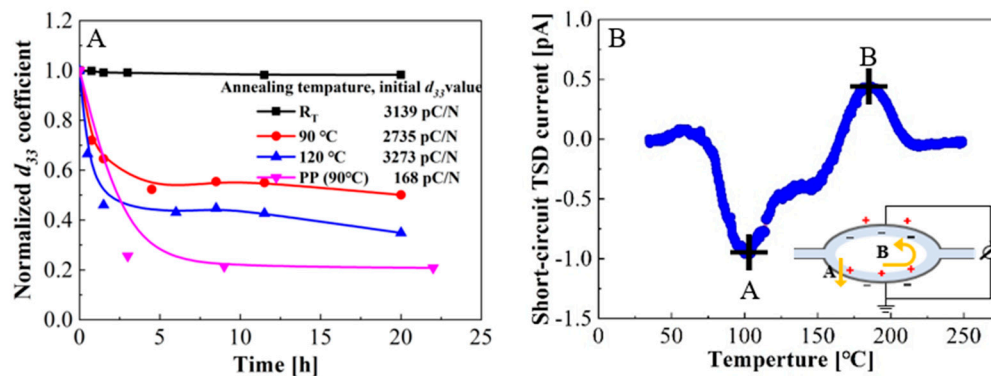 A
Normalized d33 coefficient
1.0
0.8
0.6
0.4
0.2
0.0
1.2
Annealing tempature, initial d33 value
RT 3139 pC/N
90 °C 2735 pC/N
120 °C 3273 pC/N
PP (90°C) 168 pC/N
0 5 10 15 20 25
Time [h]
B
Short-circuit TSD current [pA]
1.0
0.5
0.0
-0.5
-1.0
-1.5
B
A
+ + +
- - -
A
B
+ + +
- - -
0 50 100 150 200 250
Temperture [°C]